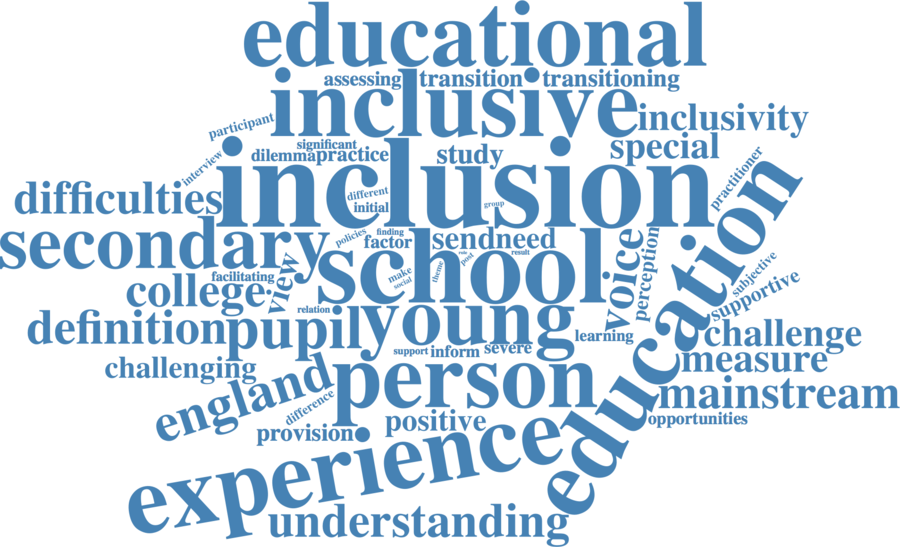 educational
assessing transition transitioning
inclusive
inclusivity
participant
significant
dilemma practice
study
special
interview
practitioner
inclusion
difficulties
different
initial
group
secondary
policies
finding
factor
send need
result
role
post
school
voice
perception
education
subjective
supportive
facilitating
view
make
social
theme
college
relation
definition
pupil
young
learning
challenge
support inform severe
measure
challenging
england
person
mainstream
difference
provision
positive
opportunities
experience
understanding